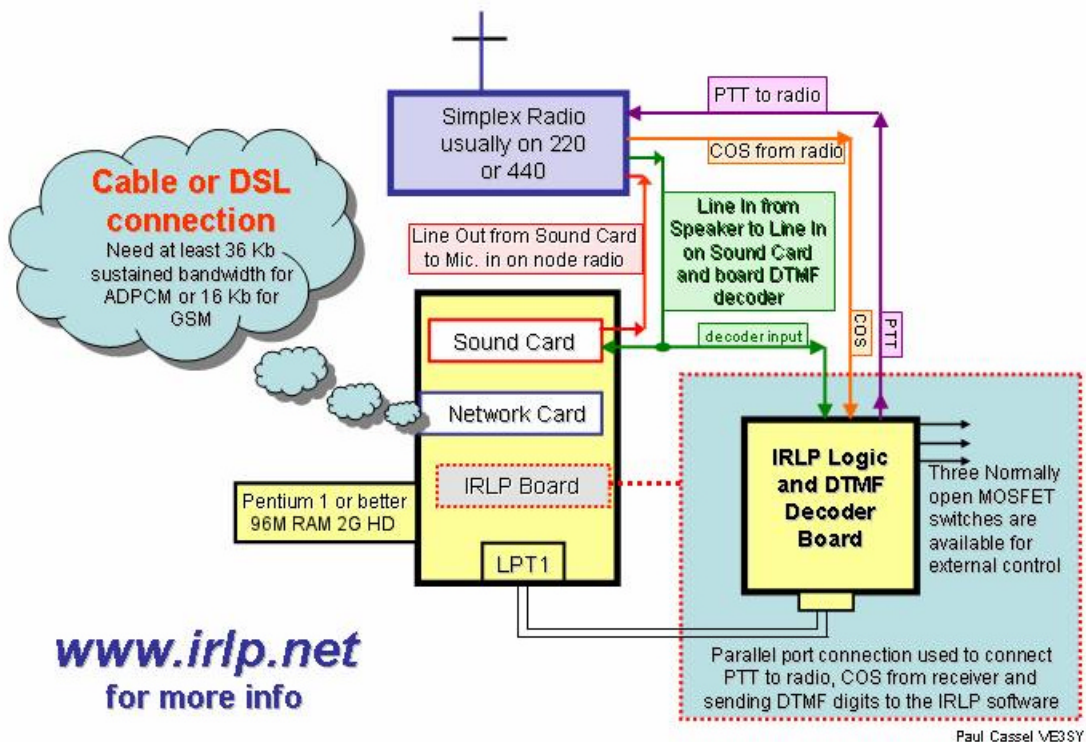 Simplex Radio
usually on 220
or 440
PTT to radio
COS from radio
Cable or DSL
connection
Need at least 36 Kb
sustained bandwidth for
ADPCM or 16 Kb for
GSM
Line Out from Sound Card
to Mic. in on node radio
Line In from
Speaker to Line In
on Sound Card
and board DTMF
decoder
Sound Card
decoder input
COS
PTT
Network Card
IRLP Board
Pentium 1 or better
96M RAM 2G HD
LPT1
IRLP Logic
and DTMF
Decoder
Board
Three Normally
open MOSFET
switches are
available for
external control
www.irlp.net
for more info
Parallel port connection used to connect
PTT to radio, COS from receiver and
sending DTMF digits to the IRLP software
Paul Cassel VE3SY